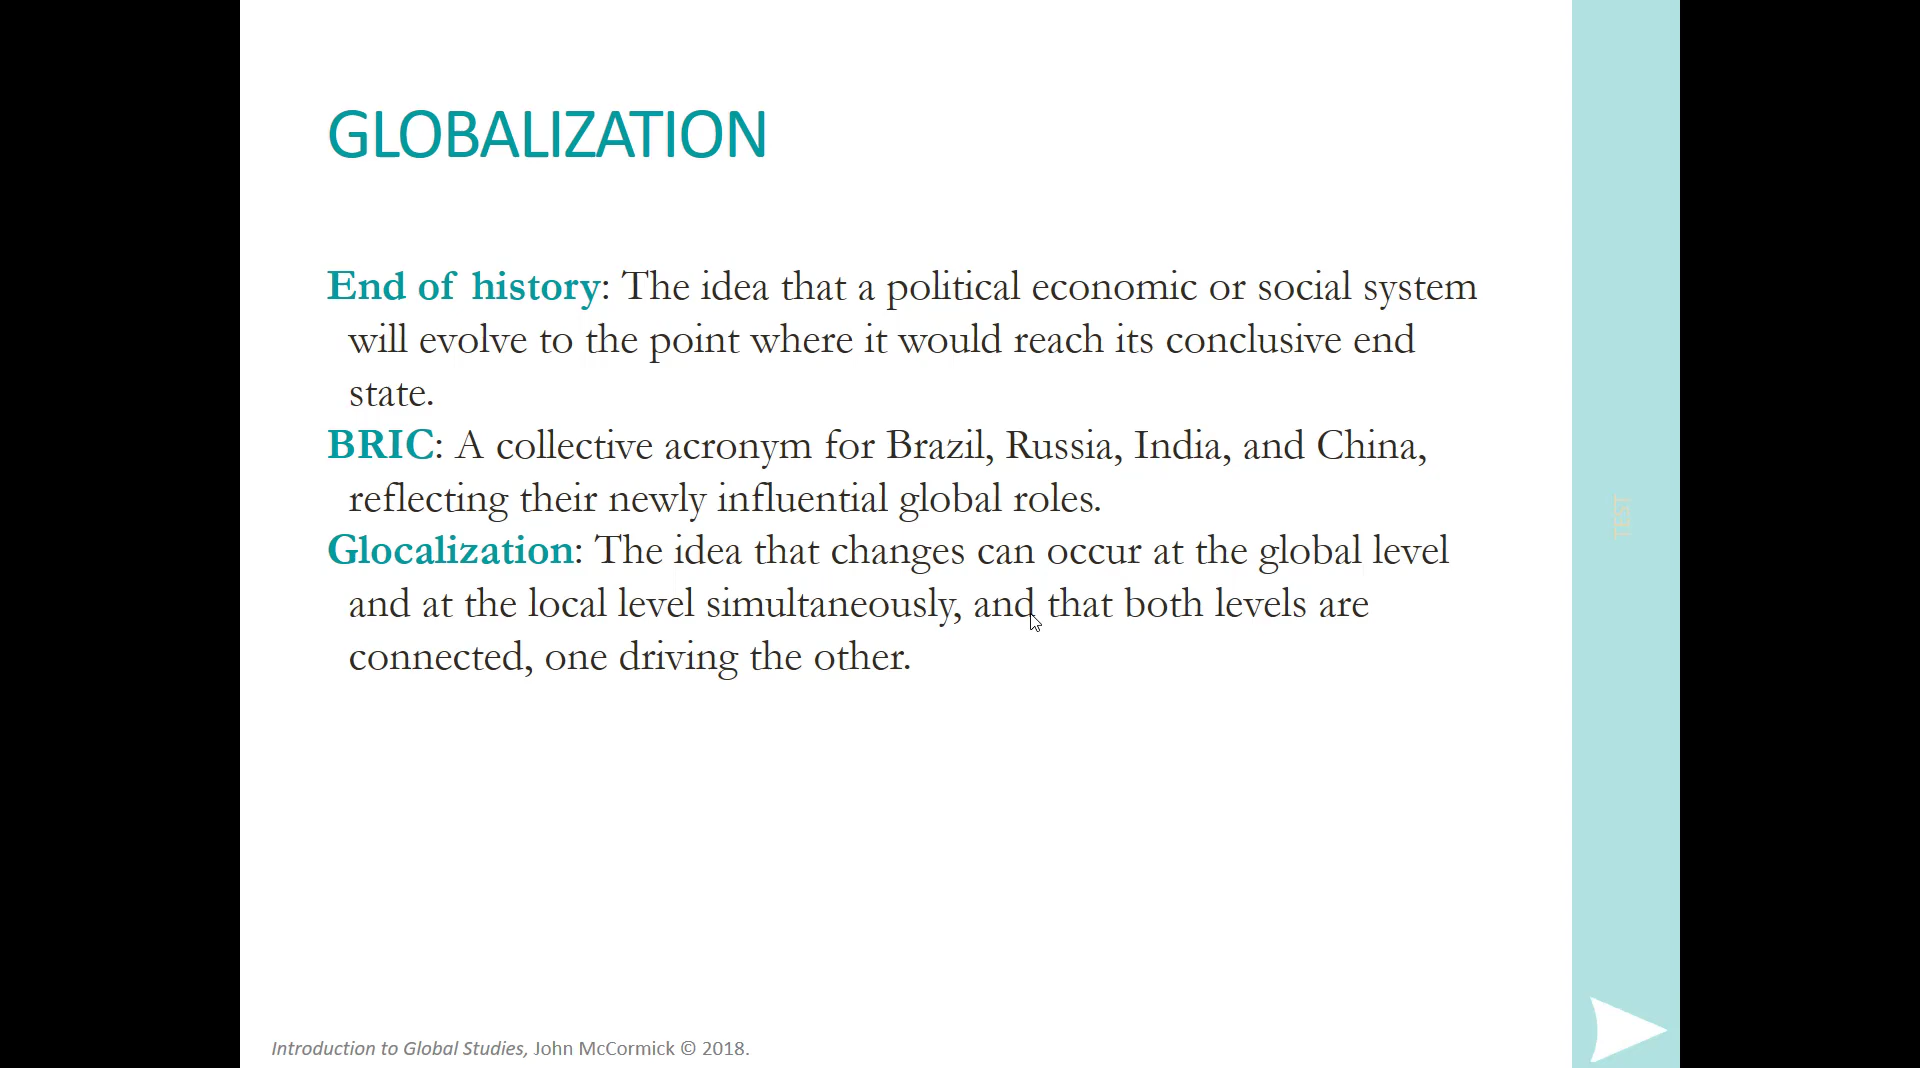 GLOBALIZATION
End of history: The idea that a political economic or social system
will evolve to the point where it would reach its conclusive end
state.
BRIC: A collective acronym for Brazil, Russia, India, and China,
reflecting their newly influential global roles.
Glocalization: The idea that changes can occur at the global level
and at the local level simultaneously, and that both levels are
connected, one driving the other.
TEST
Introduction to Global Studies, John McCormick © 2018.